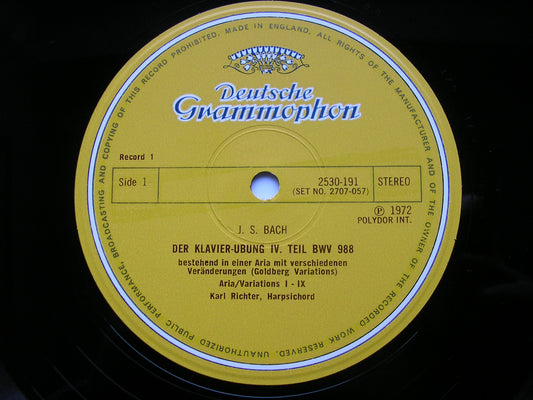 MADE IN ENGLAND. ALL RIGHTS OF THE MANUFACTURER AND OF THE OWNER OF THE RECORDED WORK RESERVED. UNAUTHORIZED PUBLIC PERFORMANCE, BROADCASTING AND COPYING OF THIS RECORD PROHIBITED.
Deutsche
Grammophon
Record 1
Side 1
2530-191
(SET NO. 2707-057)
STEREO
Ⓟ 1972
POLYDOR INT.
J. S. BACH
DER KLAVIER-UBUNG IV. TEIL BWV 988
bestehend in einer Aria mit verschiedenen
Veränderungen (Goldberg Variations)
Aria/Variations I - IX
Karl Richter, Harpsichord